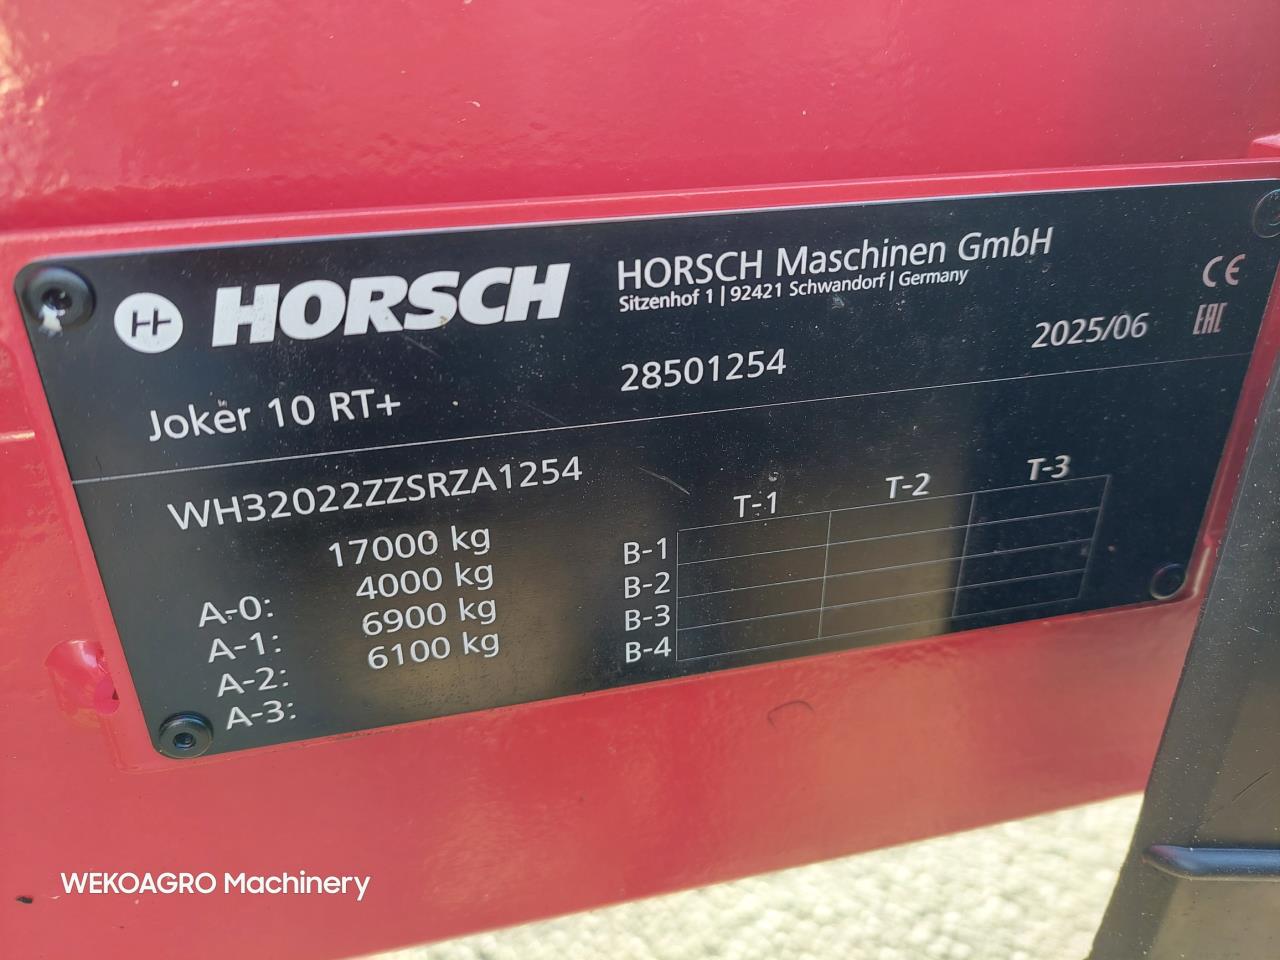 HH HORSCH
HORSCH Maschinen GmbH
Sitzenhof 1 | 92421 Schwandorf | Germany
CE
Joker 10 RT+
28501254
2025/06
EAC
WH32022ZZSRZA1254
17000 kg
A-0: 4000 kg
A-1: 6900 kg
A-2: 6100 kg
A-3:
T-1 T-2 T-3
B-1
B-2
B-3
B-4
WEKOAGRO Machinery